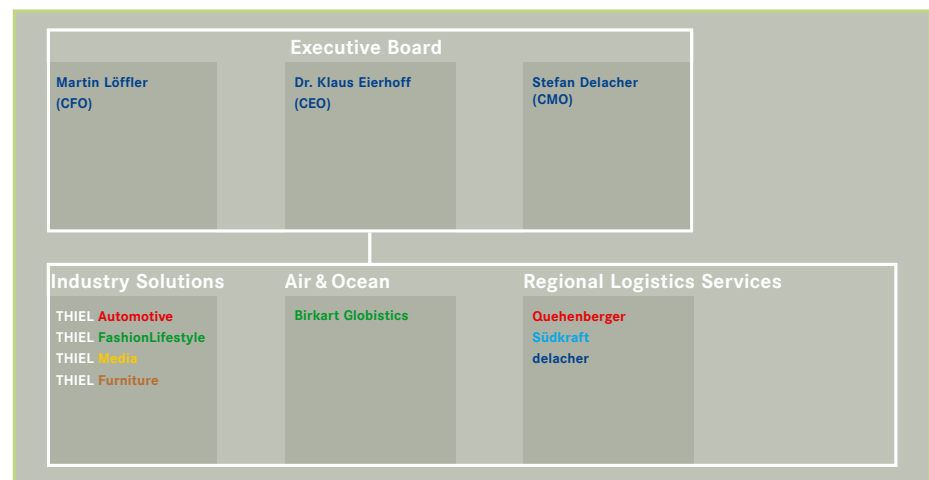 Executive Board
Martin Löffler
(CFO)
Dr. Klaus Eierhoff
(CEO)
Stefan Delacher
(CMO)
Industry Solutions
THIEL Automotive
THIEL FashionLifestyle
THIEL Media
THIEL Furniture
Air & Ocean
Birkart Globistics
Regional Logistics Services
Quehenberger
Südkraft
delacher